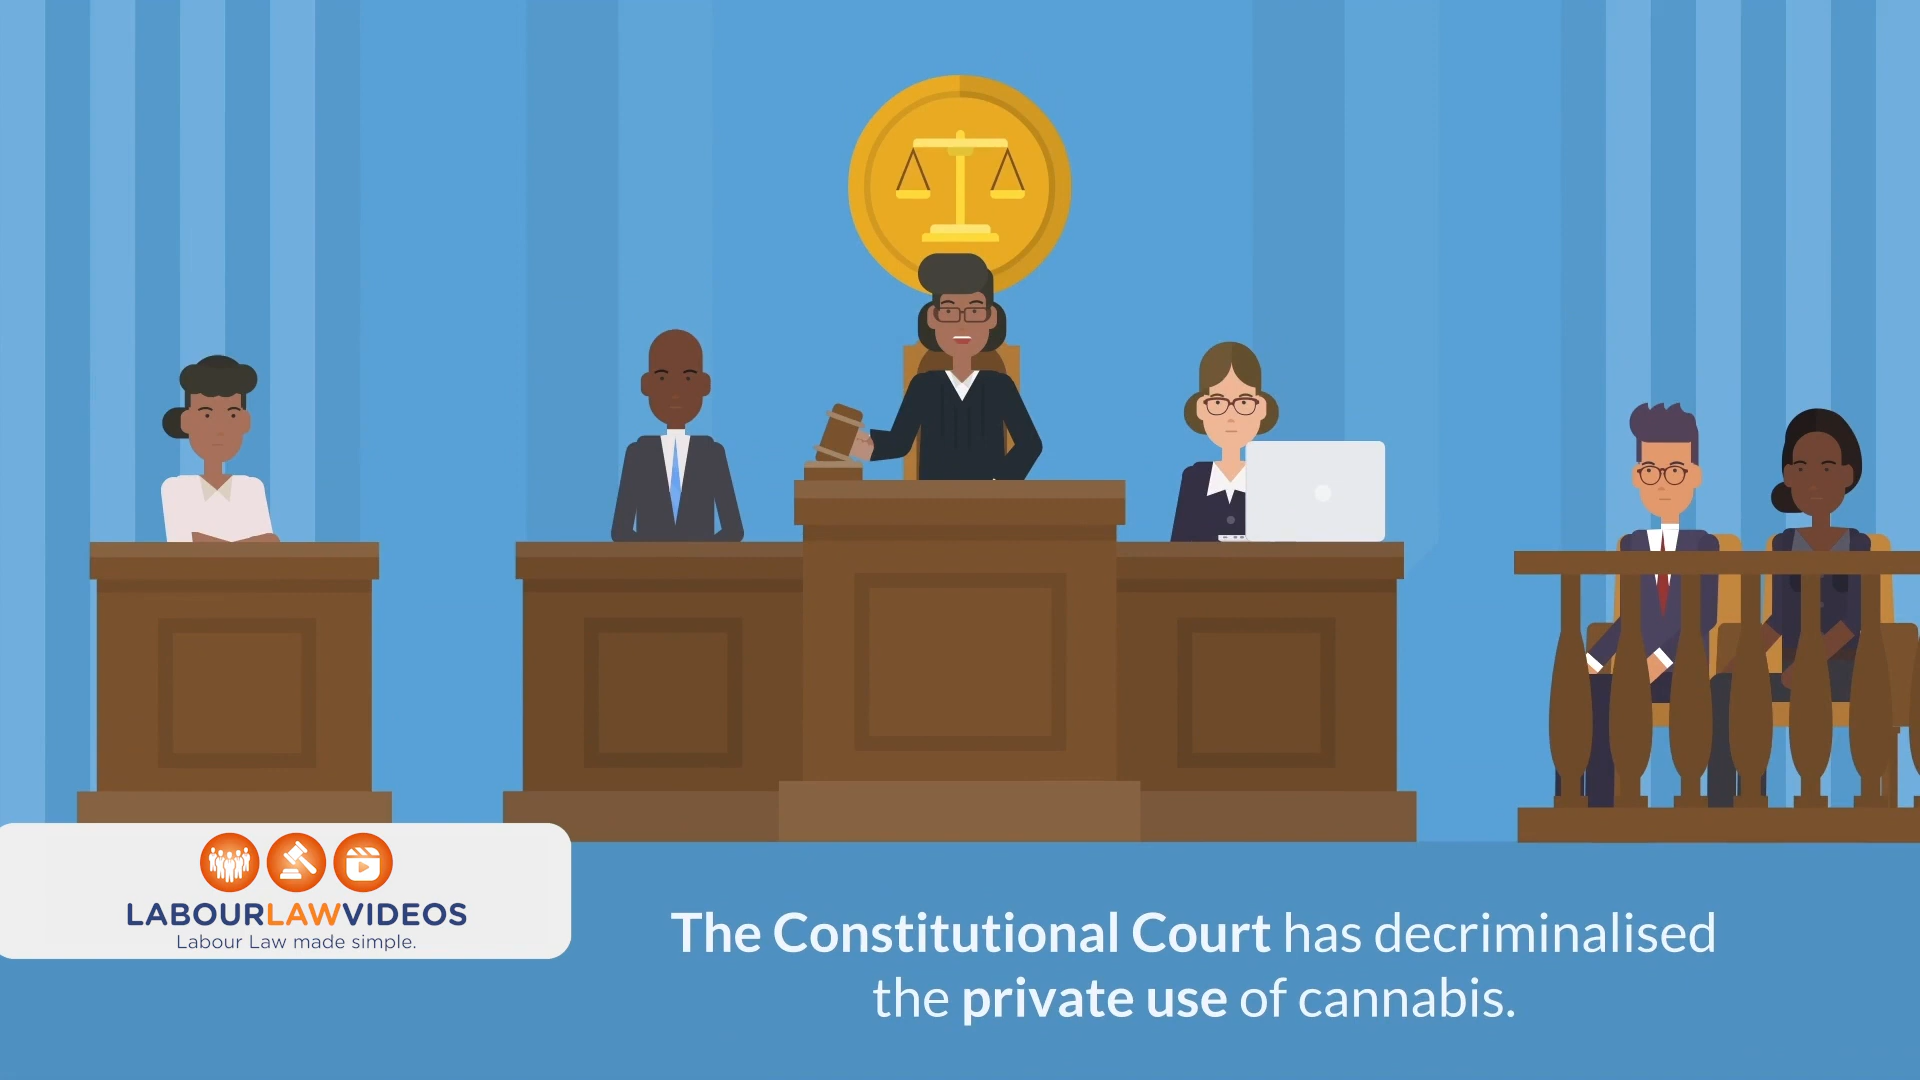 LABOURLAWVIDEOS
Labour Law made simple.
The Constitutional Court has decriminalised
the private use of cannabis.